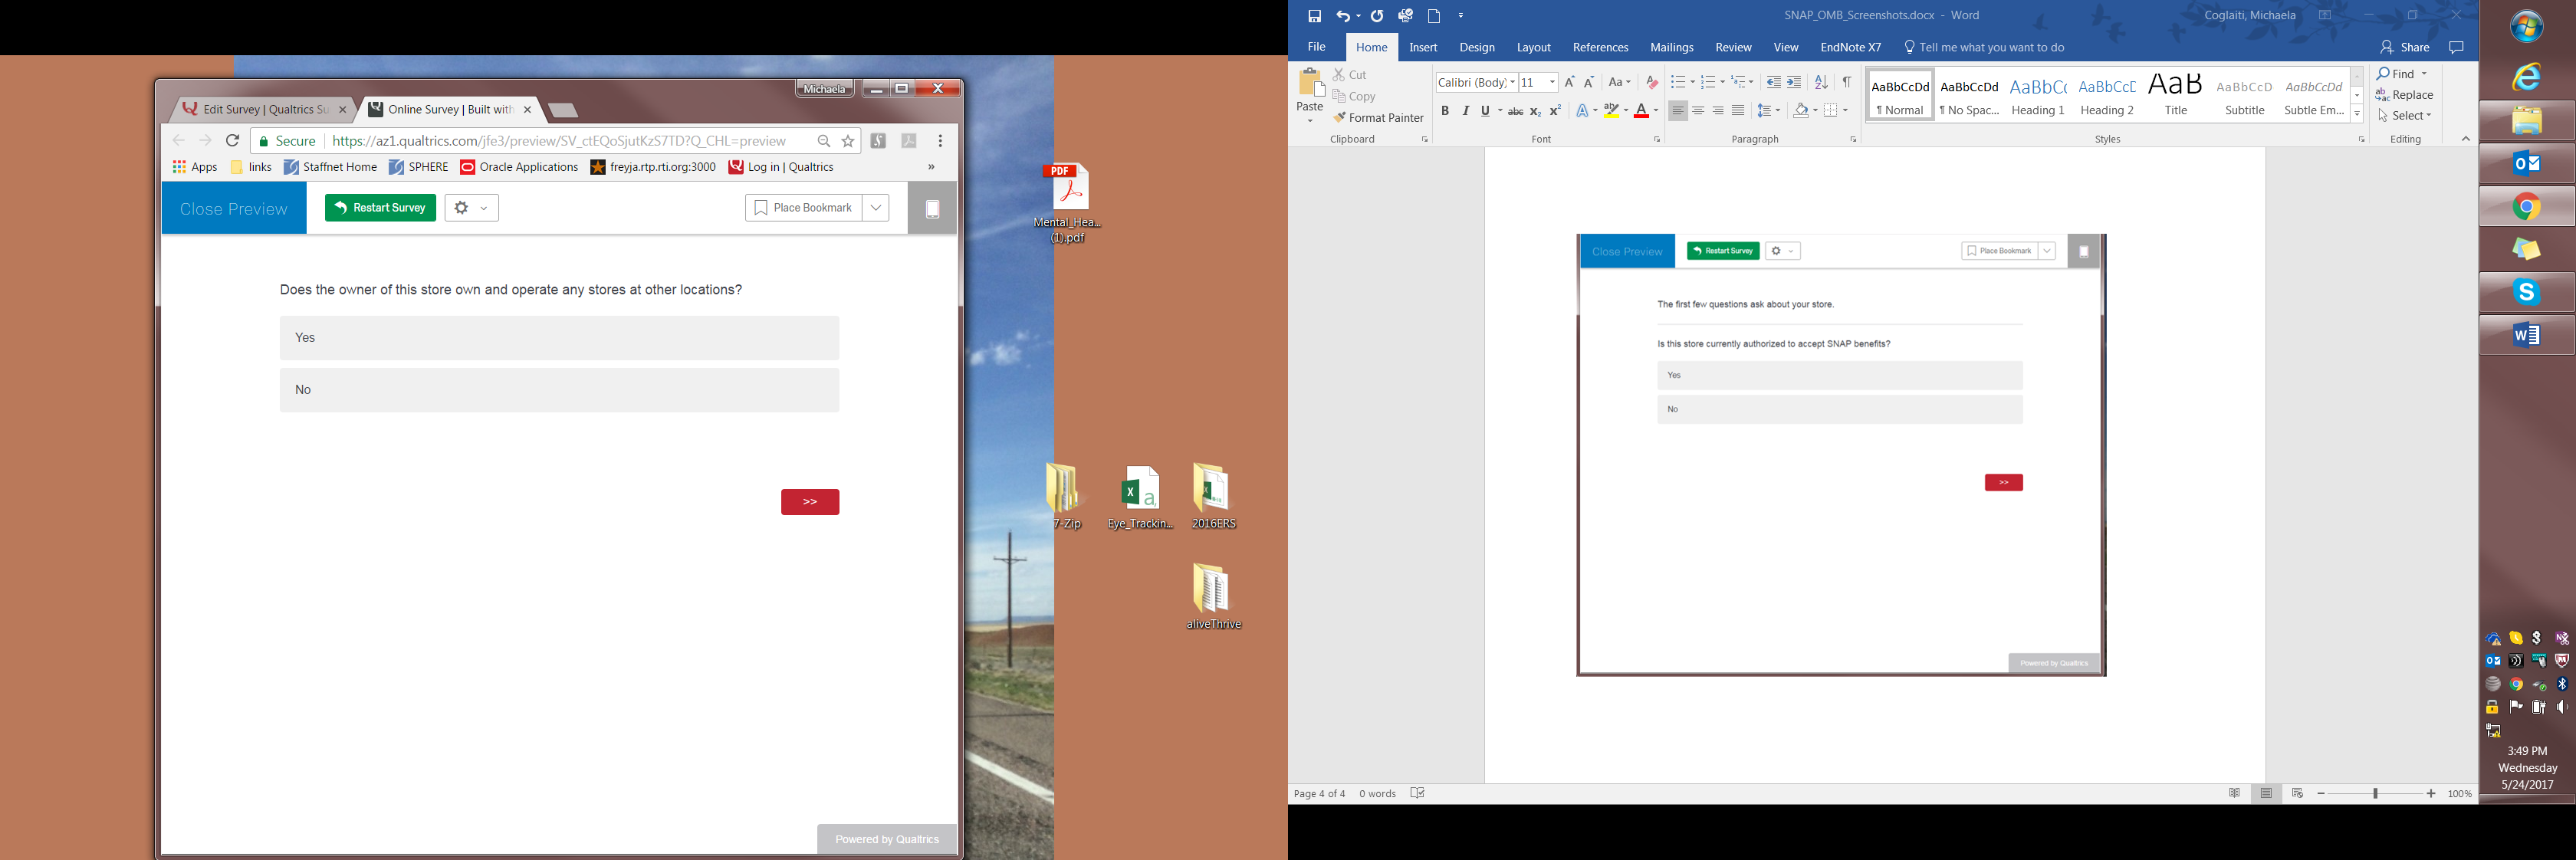 Michaela
Edit Survey | Qualtrics Su
Online Survey | Built with
Secure
https://az1.qualtrics.com/jfe3/preview/SV_ctEQoSjutKzS7TD?Q_CHL=preview
Apps links Staffnet Home SPHERE Oracle Applications freyja.rtp.rti.org:3000 Log in | Qualtrics »
Close Preview
Restart Survey
Place Bookmark
Does the owner of this store own and operate any stores at other locations?
Yes
No
>>
Powered by Qualtrics
PDF
Mental_Hea...
(1).pdf
7-Zip
Eye_Trackin...
2016ERS
aliveThrive
SNAP_OMB_Screenshots.docx - Word
Coglaiti, Michaela
File Home Insert Design Layout References Mailings Review View EndNote X7 Tell me what you want to do
Share
Paste
Cut
Copy
Format Painter
Clipboard
Calibri (Body) 11
Font
Paragraph
AaBbCcDd AaBbCcDd AaBbC AaBbCcD AaB AaBbCcD AaBbCcDd
¶ Normal ¶ No Spac... Heading 1 Heading 2 Title Subtitle Subtle Em...
Styles
Find
Replace
Select
Editing
Close Preview
Restart Survey
Place Bookmark
The first few questions ask about your store.
Is this store currently authorized to accept SNAP benefits?
Yes
No
>>
Powered by Qualtrics
Page 4 of 4 0 words
100%
3:49 PM
Wednesday
5/24/2017